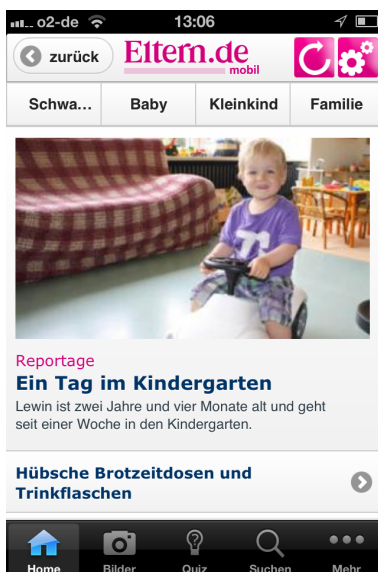 o2-de 13:06
zurück Eltern.de
mobil
Schwa... Baby Kleinkind Familie
Reportage
Ein Tag im Kindergarten
Lewin ist zwei Jahre und vier Monate alt und geht
seit einer Woche in den Kindergarten.
Hübsche Brotzeitdosen und
Trinkflaschen
Home Bilder Quiz Suchen Mehr